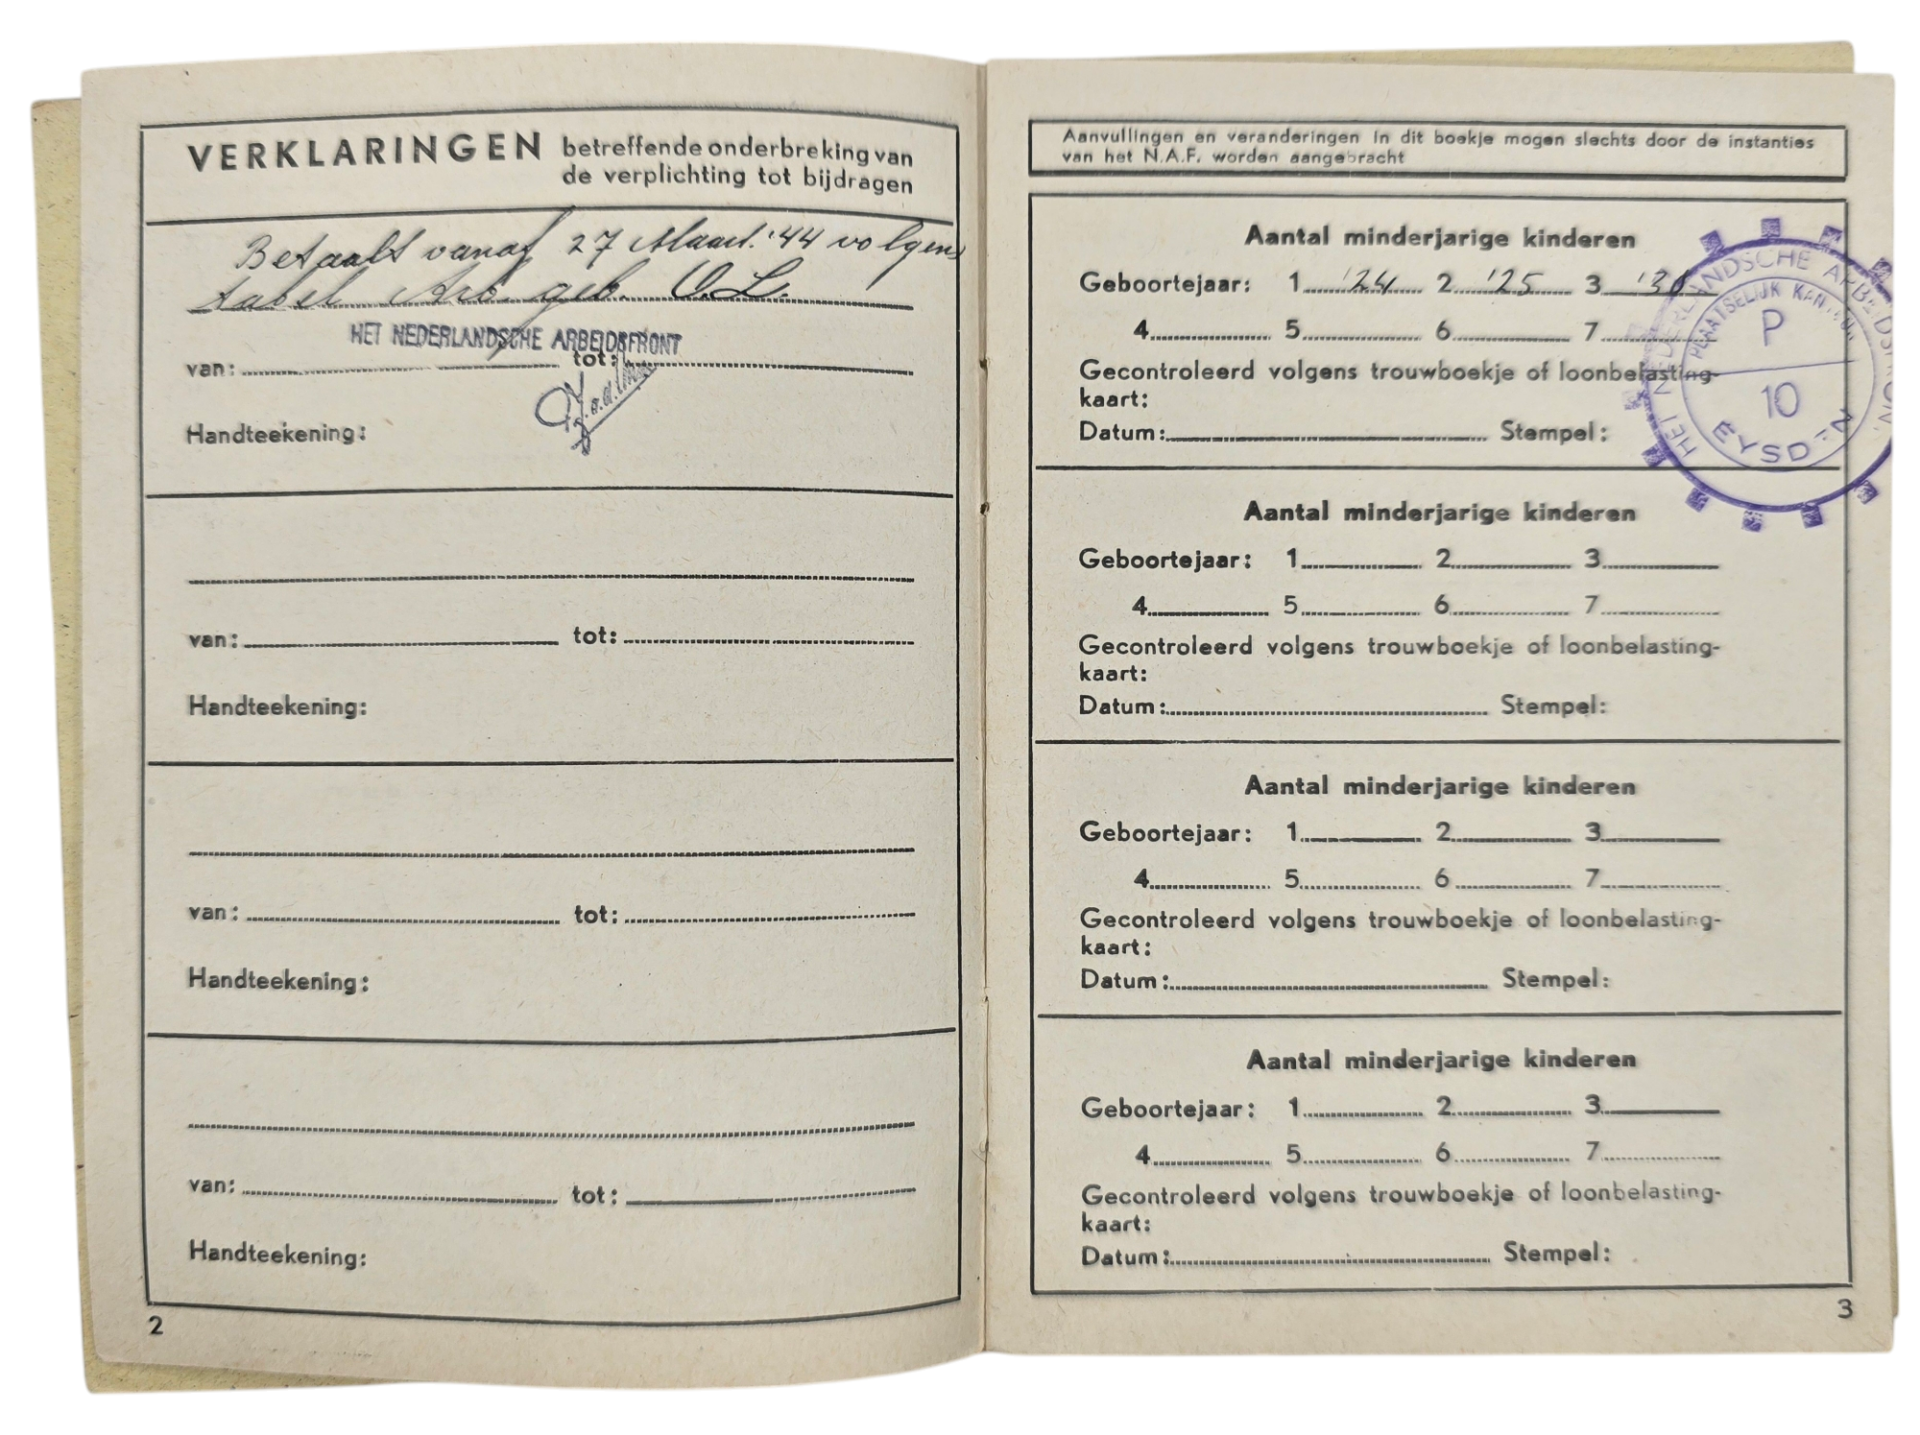 VERKLARINGEN betreffende onderbreking van
de verplichting tot bijdragen
Betaalt vanaf 27 Maart '44 volgens
tabel Arb. geb. O.L.
HET NEDERLANDSCHE ARBEIDSFRONT
van: tot:
Handteekening:
van: tot:
Handteekening:
van: tot:
Handteekening:
van: tot:
Handteekening:
2
Aanvullingen en veranderingen in dit boekje mogen slechts door de instanties
van het N.A.F. worden aangebracht
Aantal minderjarige kinderen
Geboortejaar: 1 '24 2 '25 3 '30
4 5 6 7
Gecontroleerd volgens trouwboekje of loonbelasting-
kaart:
Datum: Stempel:
HET NEDERLANDSCHE ARBEIDSFRONT.
PLAATSELIJK KANTOOR
P
10
EYSDEN
Aantal minderjarige kinderen
Geboortejaar: 1 2 3
4 5 6 7
Gecontroleerd volgens trouwboekje of loonbelasting-
kaart:
Datum: Stempel:
Aantal minderjarige kinderen
Geboortejaar: 1 2 3
4 5 6 7
Gecontroleerd volgens trouwboekje of loonbelasting-
kaart:
Datum: Stempel:
Aantal minderjarige kinderen
Geboortejaar: 1 2 3
4 5 6 7
Gecontroleerd volgens trouwboekje of loonbelasting-
kaart:
Datum: Stempel:
3